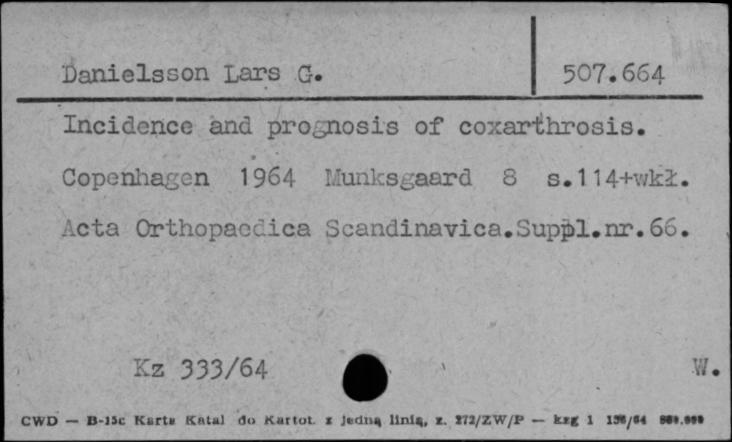 Danielsson Lars G. 507.664
Incidence and prognosis of coxarthrosis.
Copenhagen 1964 Munksgaard 8 s.114+wkł.
Acta Orthopaedica Scandinavica.Suppl.nr.66.
Kz 333/64 W.
CWD — B-15c Karta Katal do Kartot. z jedną linią, z. 272/ZW/P — kzg 1